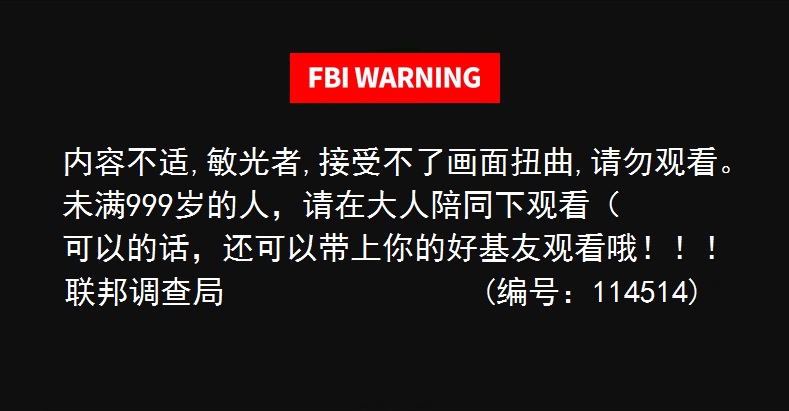 FBI WARNING
内容不适,敏光者,接受不了画面扭曲,请勿观看。
未满999岁的人，请在大人陪同下观看（
可以的话，还可以带上你的好基友观看哦！！！
联邦调查局 (编号：114514)